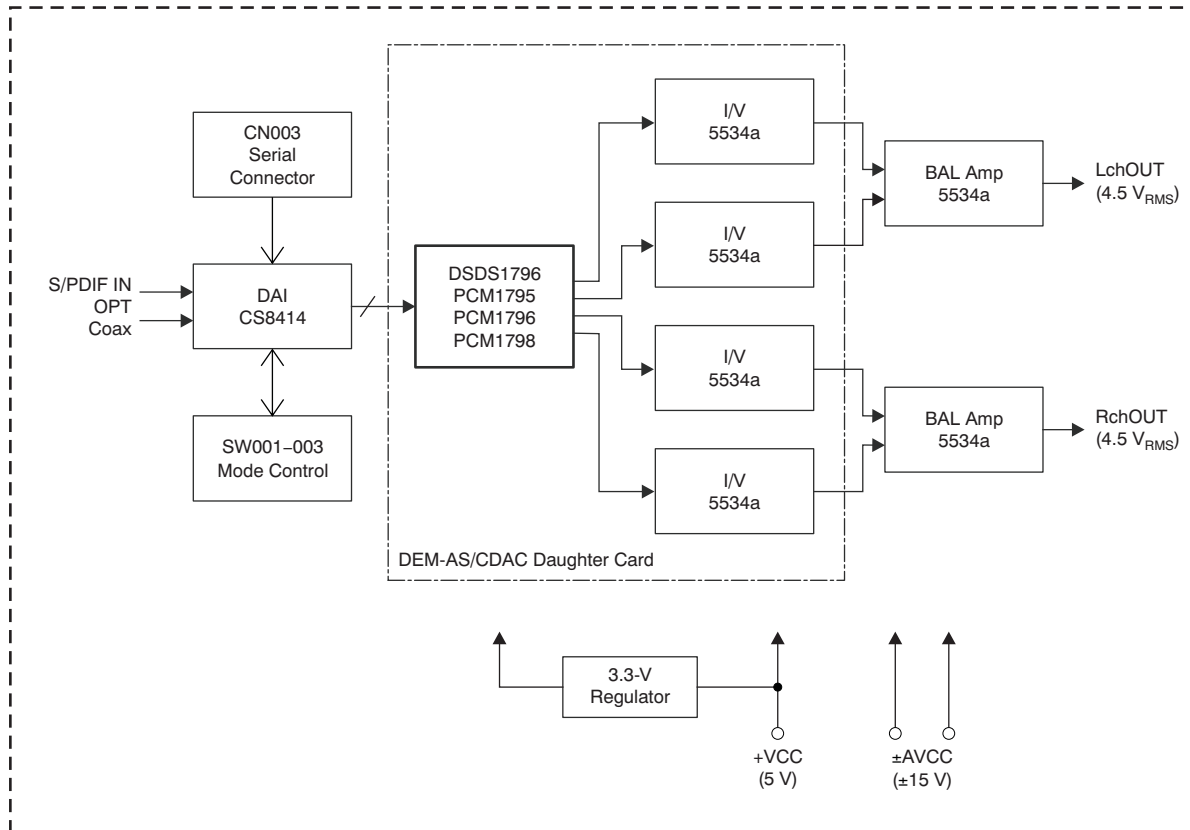 CN003
Serial
Connector
S/PDIF IN
OPT
Coax
DAI
CS8414
SW001–003
Mode Control
DSDS1796
PCM1795
PCM1796
PCM1798
I/V
5534a
I/V
5534a
I/V
5534a
I/V
5534a
DEM-AS/CDAC Daughter Card
BAL Amp
5534a
LchOUT
(4.5 VRMS)
BAL Amp
5534a
RchOUT
(4.5 VRMS)
3.3-V
Regulator
+VCC
(5 V)
±AVCC
(±15 V)